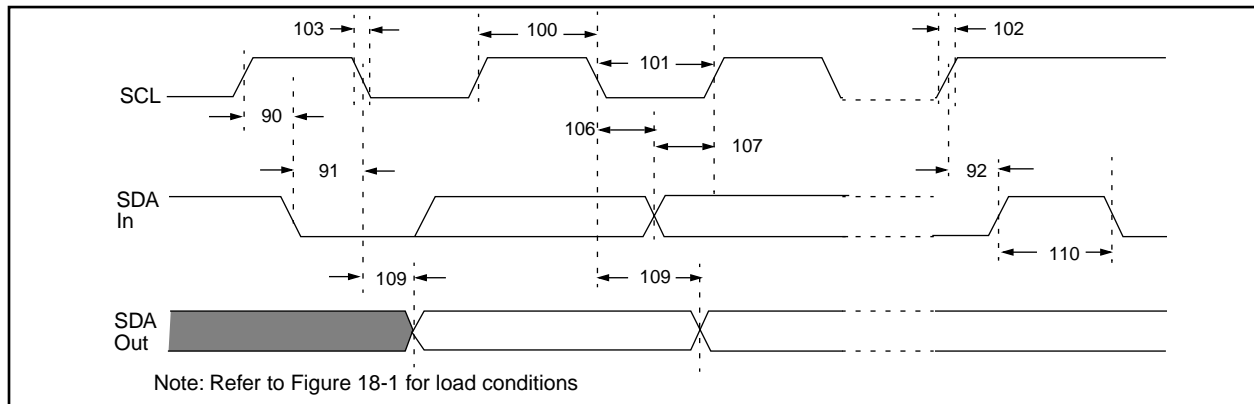 103
100
102
101
SCL
90
106
107
91
92
SDA
In
109
109
110
SDA
Out
Note: Refer to Figure 18-1 for load conditions